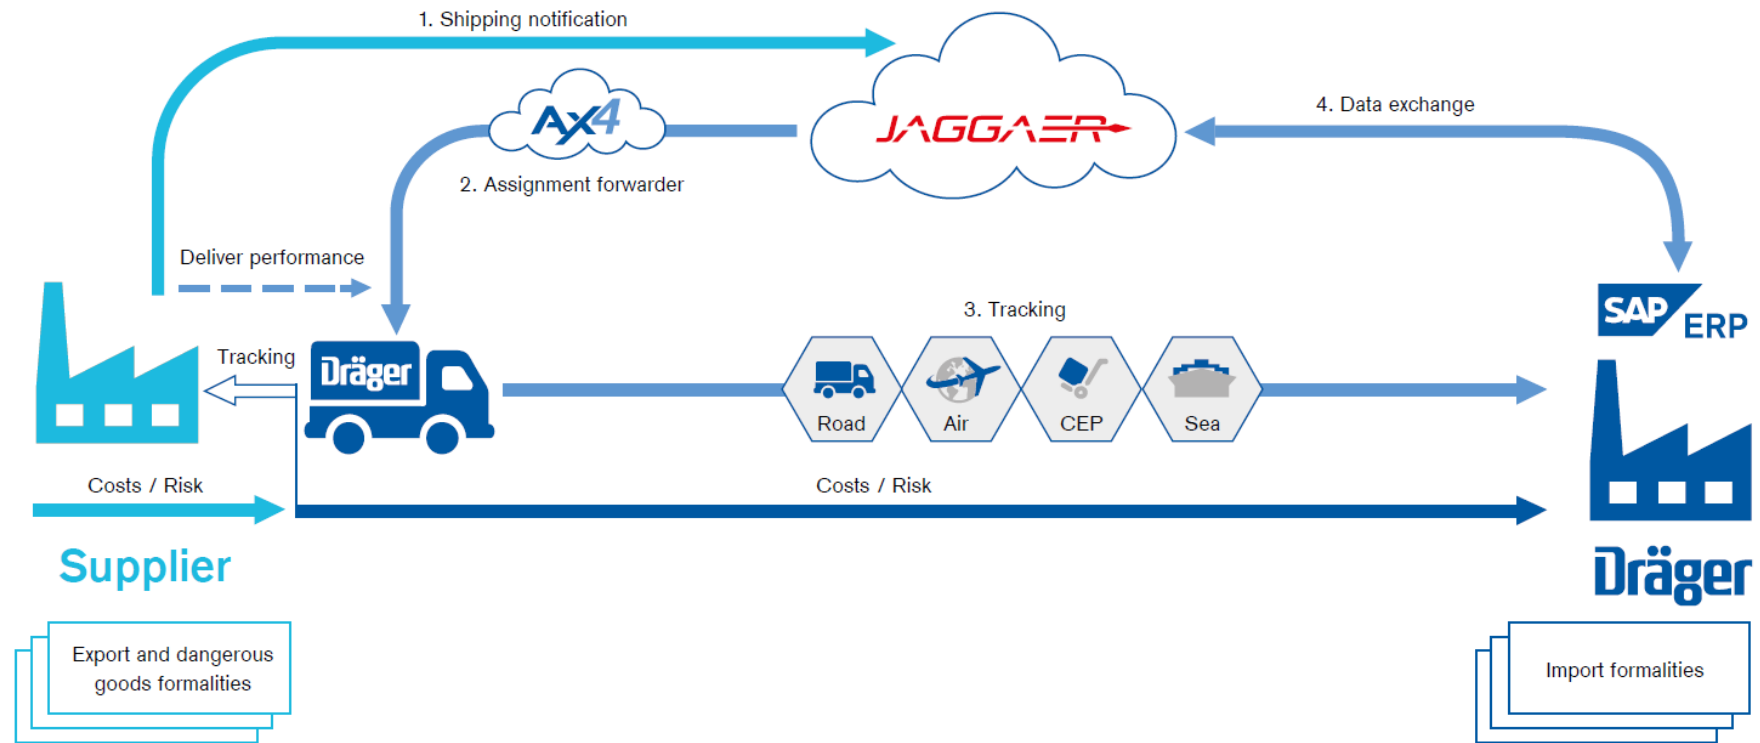 1. Shipping notification
AX4
JAGGAER
4. Data exchange
2. Assignment forwarder
Deliver performance
3. Tracking
SAP
ERP
Tracking
Dräger
Road
Air
CEP
Sea
Costs / Risk
Costs / Risk
Supplier
Dräger
Export and dangerous
goods formalities
Import formalities